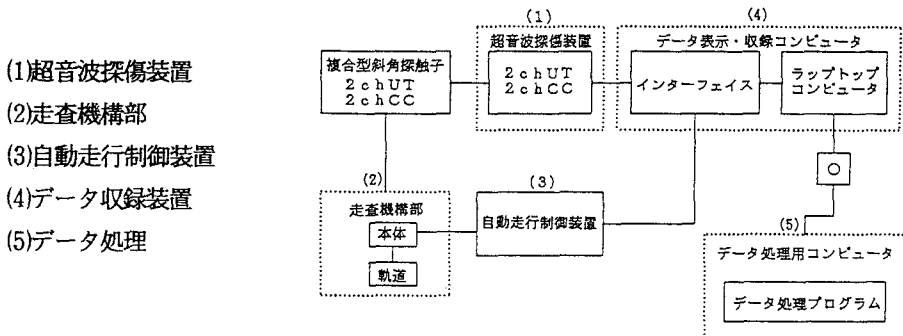 (1)超音波探傷装置
(2)走査機構部
(3)自動走行制御装置
(4)データ収録装置
(5)データ処理
複合型斜角探触子
2chUT
2chCC
(1)
超音波探傷装置
2chUT
2chCC
(4)
データ表示・収録コンピュータ
インターフェイス
ラップトップ
コンピュータ
(2)
走査機構部
本体
軌道
(3)
自動走行制御装置
(5)
データ処理用コンピュータ
データ処理プログラム